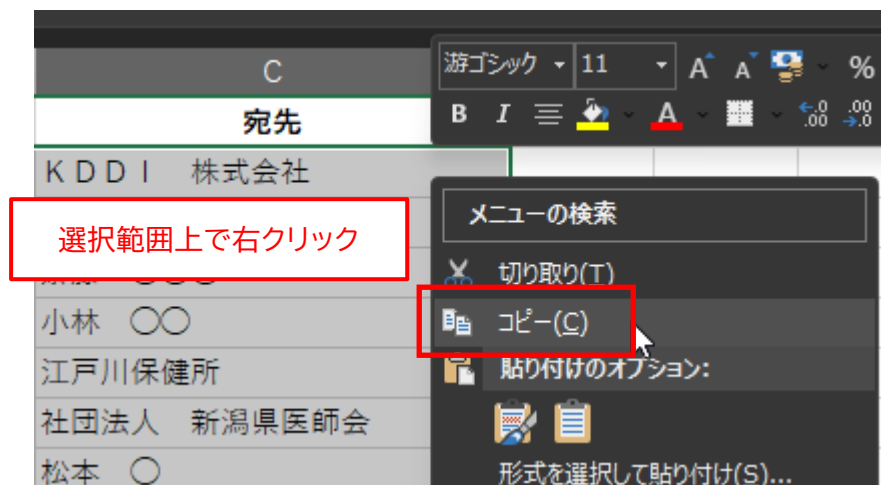 C
游ゴシック 11 A A %
宛先
B I A .0 .00 .00 .0
KDDI 株式会社
メニューの検索
選択範囲上で右クリック
切り取り(T)
小林 〇〇
コピー(C)
江戸川保健所
貼り付けのオプション:
社団法人 新潟県医師会
松本 〇
形式を選択して貼り付け(S)...